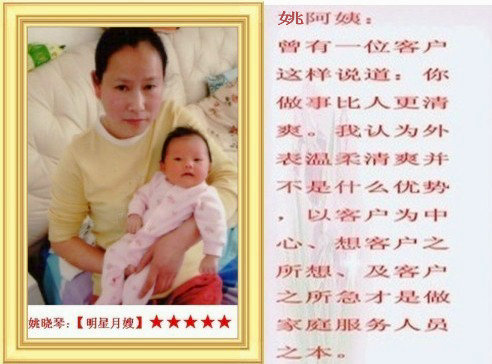 姚晓琴:【明星月嫂】★★★★★
姚阿姨：
曾有一位客户
这样说道：你
做事比人更清
爽。我认为外
表温柔清爽并
不是什么优势
，以客户为中
心、想客户之
所想、及客户
之所急才是做
家庭服务人员
之本。